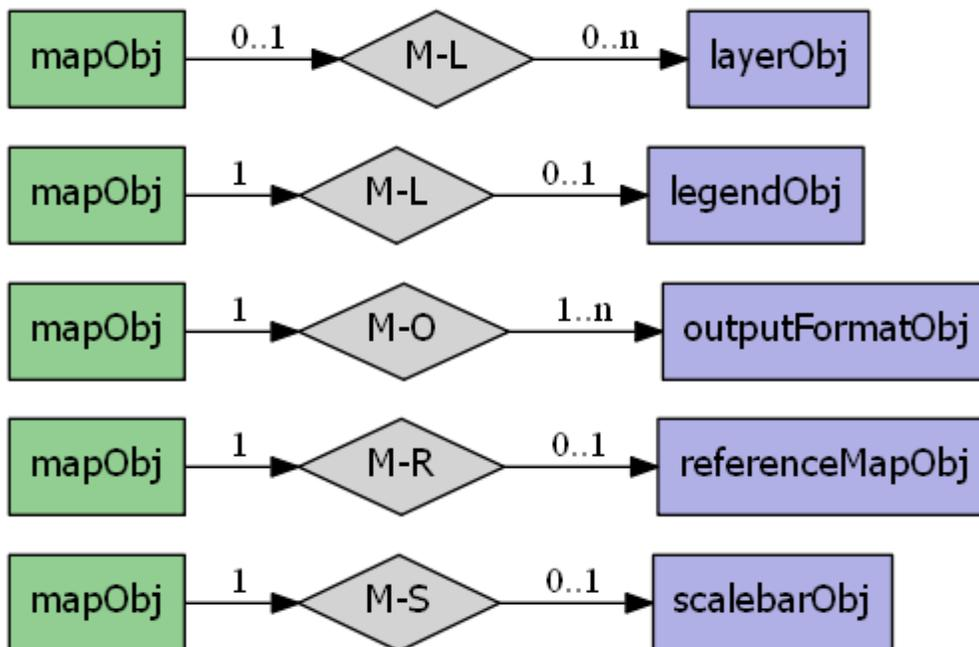 mapObj 0..1 M-L 0..n layerObj
mapObj 1 M-L 0..1 legendObj
mapObj 1 M-O 1..n outputFormatObj
mapObj 1 M-R 0..1 referenceMapObj
mapObj 1 M-S 0..1 scalebarObj